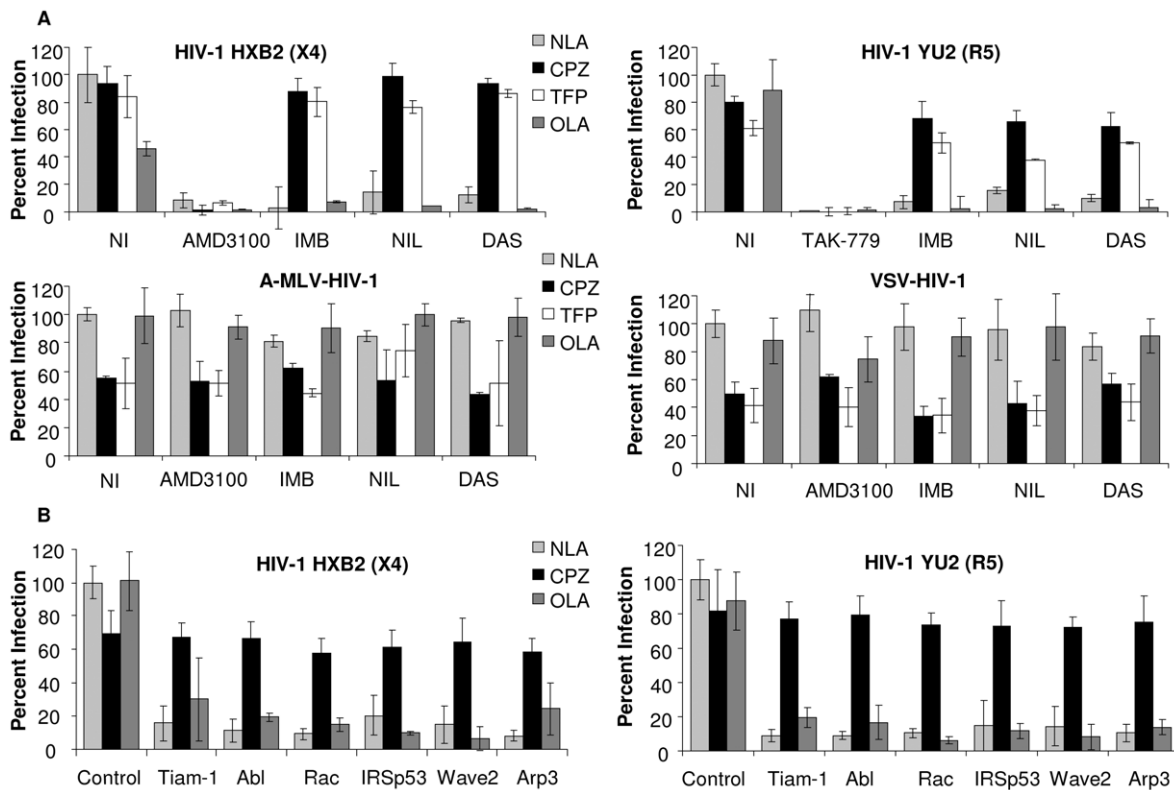 A
HIV-1 HXB2 (X4)
Percent Infection
120
100
80
60
40
20
0
NI AMD3100 IMB NIL DAS
NLA
CPZ
TFP
OLA
HIV-1 YU2 (R5)
Percent Infection
120
100
80
60
40
20
0
NI TAK-779 IMB NIL DAS
A-MLV-HIV-1
Percent Infection
120
100
80
60
40
20
0
NI AMD3100 IMB NIL DAS
NLA
CPZ
TFP
OLA
VSV-HIV-1
Percent Infection
120
100
80
60
40
20
0
NI AMD3100 IMB NIL DAS
B
HIV-1 HXB2 (X4)
Percent Infection
120
100
80
60
40
20
0
Control Tiam-1 Abl Rac IRSp53 Wave2 Arp3
NLA
CPZ
OLA
HIV-1 YU2 (R5)
Percent Infection
120
100
80
60
40
20
0
Control Tiam-1 Abl Rac IRSp53 Wave2 Arp3